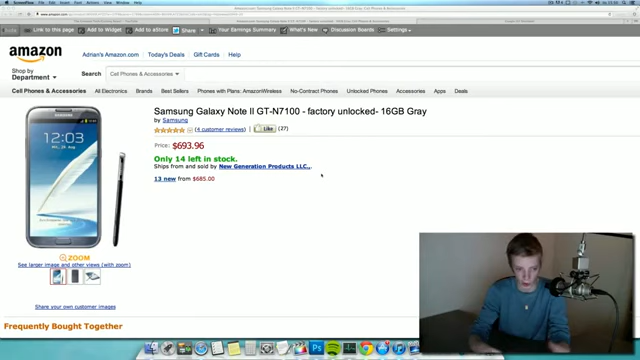 ScreenFlow
Link to this page
Add to Widget
Add to aStore
Share
Your Earnings Summary
What's New
Settings
amazon
Adrian's Amazon.com
Today's Deals
Gift Cards
Help
Shop by
Department
Search
Cell Phones & Accessories
Cell Phones & Accessories
All Electronics
Brands
Best Sellers
Phones with Plans: AmazonWireless
No-Contract Phones
Unlocked Phones
Accessories
Apps
Deals
Samsung Galaxy Note II GT-N7100 - factory unlocked- 16GB Gray
by Samsung
(4 customer reviews)
Like
(27)
Price: $693.96
Only 14 left in stock.
Ships from and sold by New Generation Products LLC,.
13 new from $685.00
12:03
ZOOM
See larger image and other views (with zoom)
Share your own customer images
Frequently Bought Together
Ps